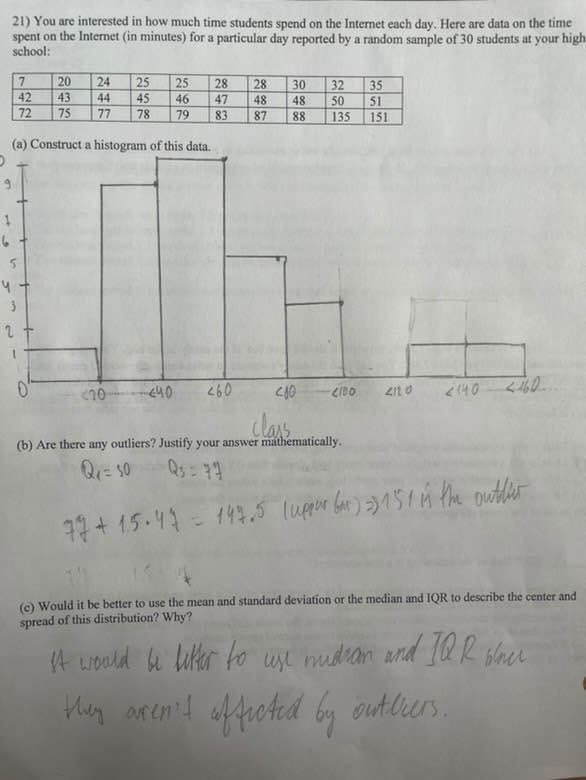 21) You are interested in how much time students spend on the Internet each day. Here are data on the time
spent on the Internet (in minutes) for a particular day reported by a random sample of 30 students at your high
school:
7 20 24 25 25 28 28 30 32 35
42 43 44 45 46 47 48 48 50 51
72 75 77 78 79 83 87 88 135 151
(a) Construct a histogram of this data.
9
7
6
5
4
3
2
1
0
<20 <40 <60 <80 <100 <120 <140 <160
class
(b) Are there any outliers? Justify your answer mathematically.
Q₁ = 30 Q₃ = 77
77 + 1.5 · 47 = 147.5 (upper bar) ⇒ 151 is the outlier
(c) Would it be better to use the mean and standard deviation or the median and IQR to describe the center and
spread of this distribution? Why?
It would be better to use median and IQR since
they aren't affected by outliers.